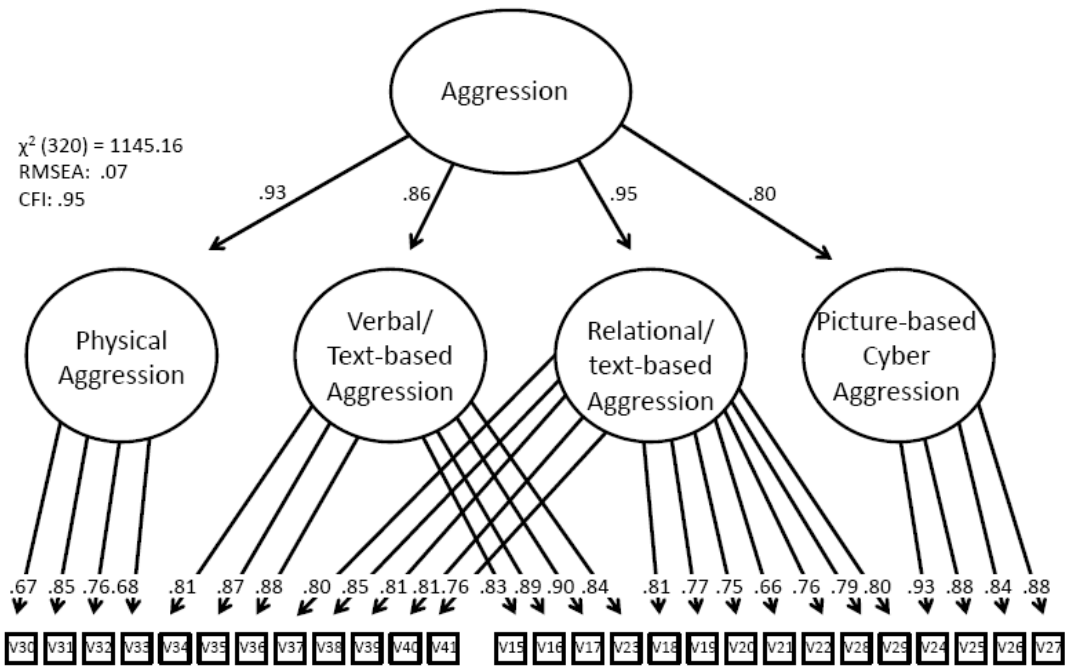 Aggression
χ² (320) = 1145.16
RMSEA: .07
CFI: .95
.93 .86 .95 .80
Physical
Aggression
Verbal/
Text-based
Aggression
Relational/
text-based
Aggression
Picture-based
Cyber
Aggression
.67 .85 .76 .68 .81 .87 .88 .80 .85 .81 .81 .76 .83 .89 .90 .84 .81 .77 .75 .66 .76 .79 .80 .93 .88 .84 .88
V30 V31 V32 V33 V34 V35 V36 V37 V38 V39 V40 V41 V15 V16 V17 V23 V18 V19 V20 V21 V22 V28 V29 V24 V25 V26 V27